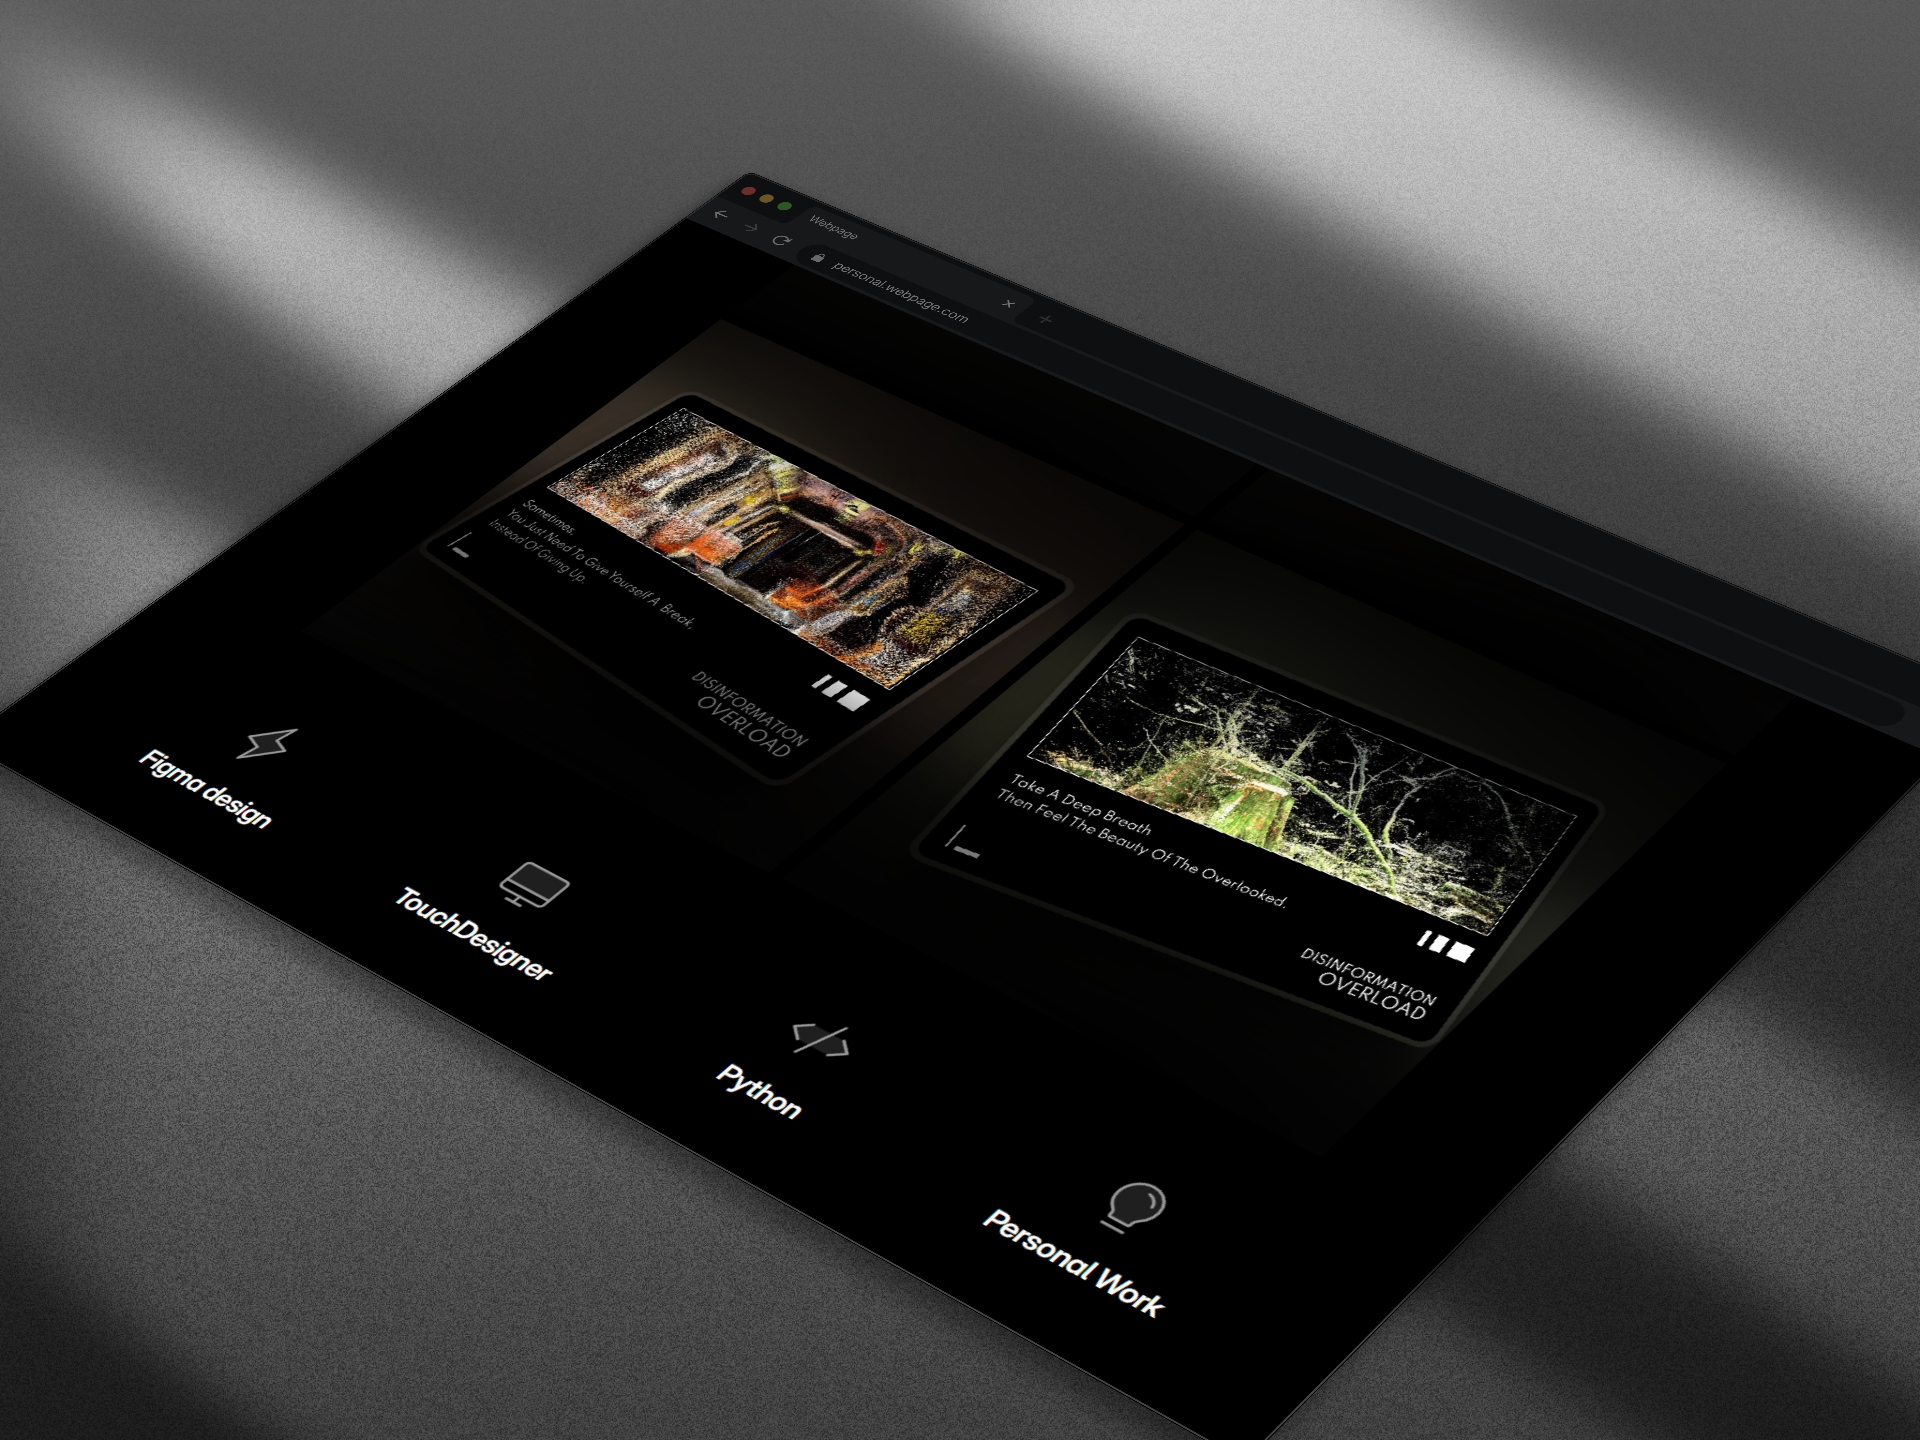 Webpage
personal.webpage.com
Sometimes,
You Just Need To Give Yourself A Break,
Instead Of Giving Up.
DISINFORMATION
OVERLOAD
Take A Deep Breath
Then Feel The Beauty Of The Overlooked.
DISINFORMATION
OVERLOAD
Figma design
TouchDesigner
Python
Personal Work